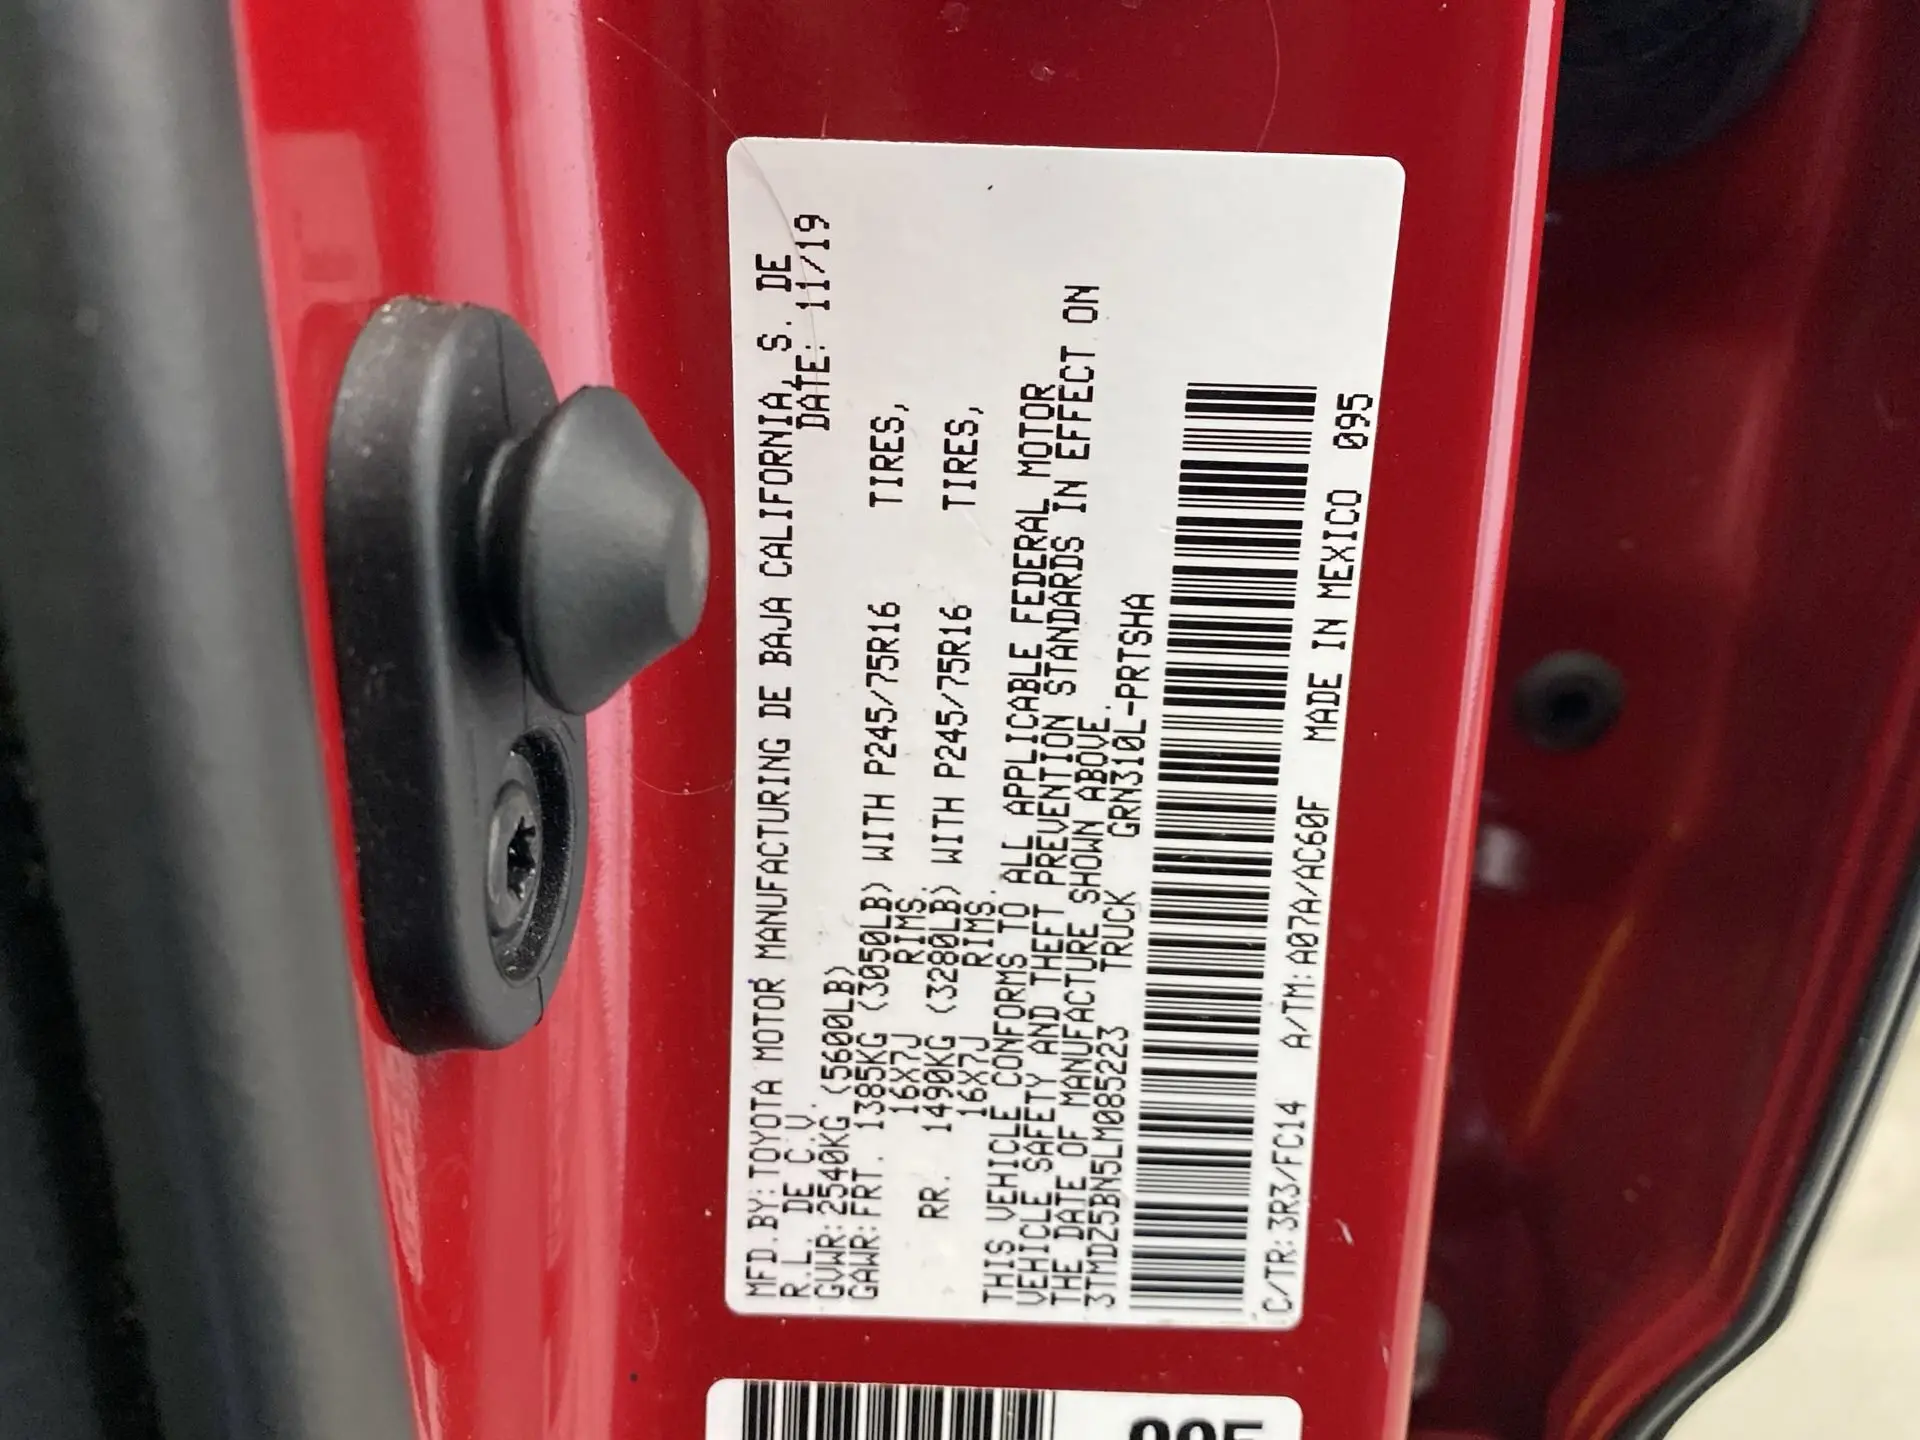 MFD.BY:TOYOTA MOTOR MANUFACTURING DE BAJA CALIFORNIA, S. DE
R.L. DE C.V. DATE: 11/19
GVWR:2540KG (5600LB)
GAWR:FRT. 1385KG (3050LB) WITH P245/75R16 TIRES,
16X7J RIMS.
RR. 1490KG (3280LB) WITH P245/75R16 TIRES,
16X7J RIMS.
THIS VEHICLE CONFORMS TO ALL APPLICABLE FEDERAL MOTOR
VEHICLE SAFETY AND THEFT PREVENTION STANDARDS IN EFFECT ON
THE DATE OF MANUFACTURE SHOWN ABOVE.
3TMDZ5BN5LM085223 TRUCK GRN310L-PRTSHA
C/TR:3R3/FC14 A/TM:A07A/AC60F MADE IN MEXICO 095